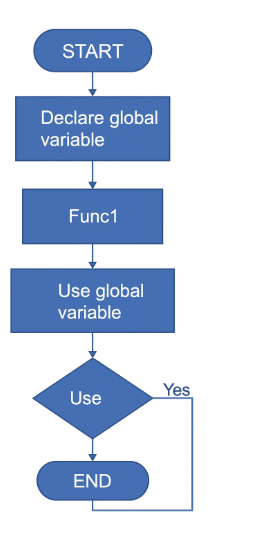 START
Declare global
variable
Func1
Use global
variable
Use
Yes
END